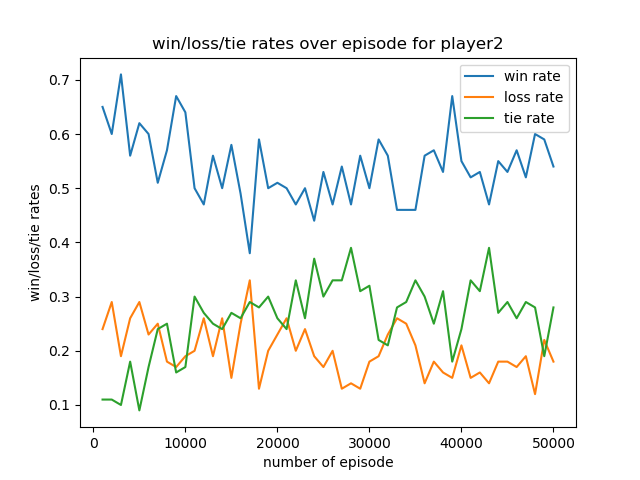 win/loss/tie rates over episode for player2
win/loss/tie rates
0.7
0.6
0.5
0.4
0.3
0.2
0.1
win rate
loss rate
tie rate
0 10000 20000 30000 40000 50000
number of episode